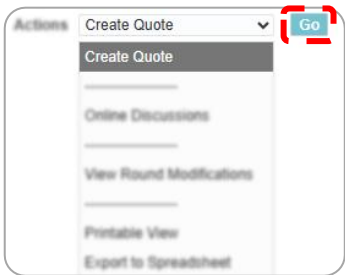 Actions Create Quote Go
Create Quote
Online Discussions
View Round Modifications
Printable View
Export to Spreadsheet